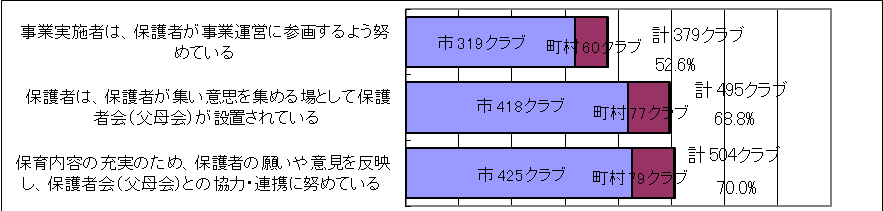 事業実施者は、保護者が事業運営に参画するよう努
めている
市319クラブ
町村60クラブ
計379クラブ
52.6%
保護者は、保護者が集い意思を集める場として保護
者会(父母会)が設置されている
市418クラブ
町村77クラブ
計495クラブ
68.8%
保育内容の充実のため、保護者の願いや意見を反映
し、保護者会(父母会)との協力・連携に努めている
市425クラブ
町村79クラブ
計504クラブ
70.0%